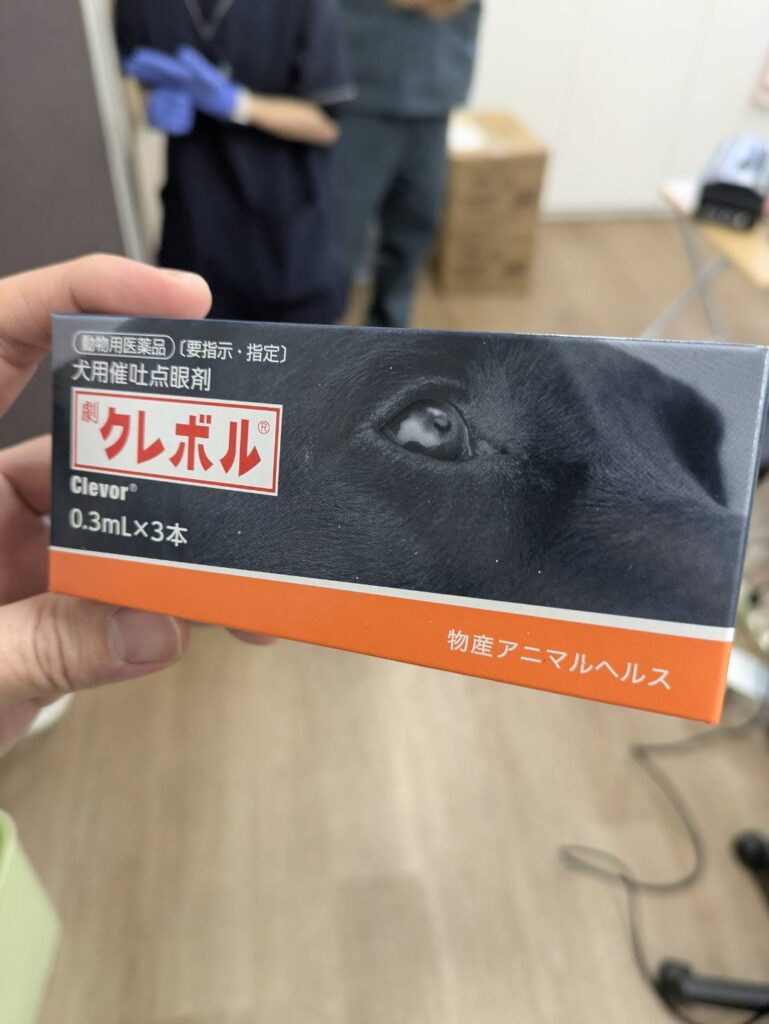 動物用医薬品 〔要指示・指定〕
犬用催吐点眼剤
劇 クレボル®
Clevor®
0.3mL×3本
物産アニマルヘルス